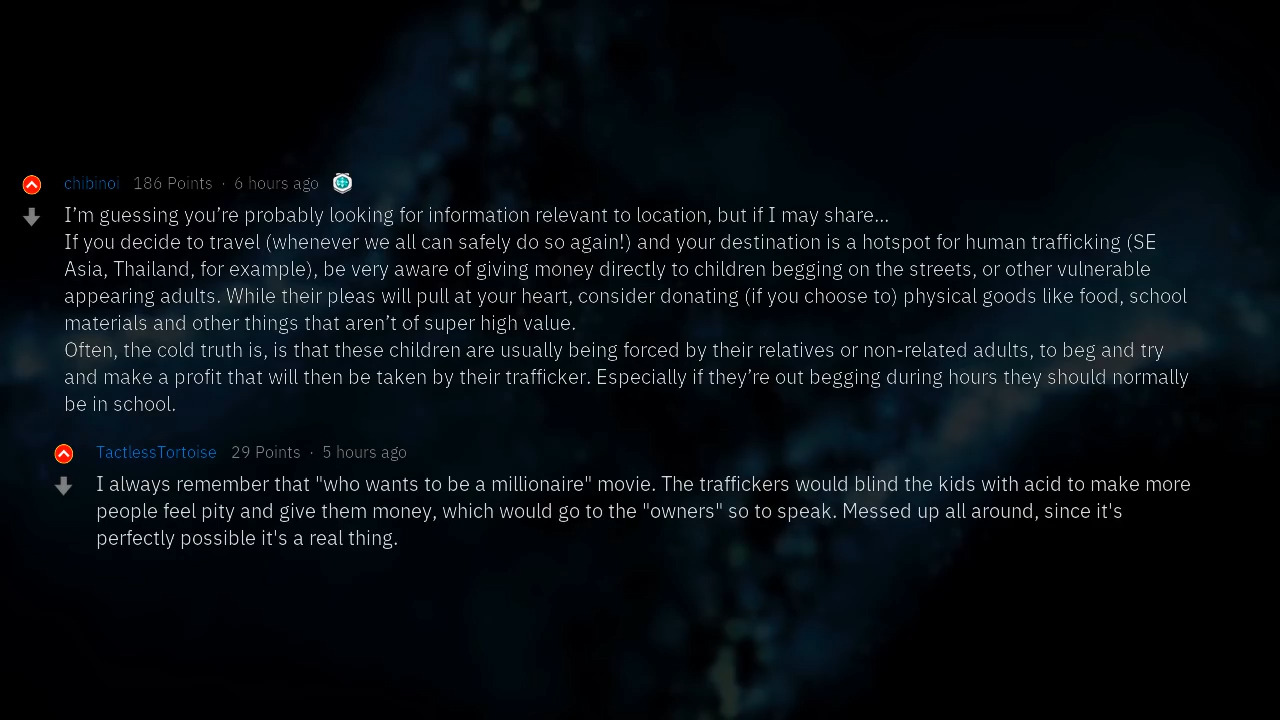 chibinoi 186 Points · 6 hours ago
I’m guessing you’re probably looking for information relevant to location, but if I may share...
If you decide to travel (whenever we all can safely do so again!) and your destination is a hotspot for human trafficking (SE
Asia, Thailand, for example), be very aware of giving money directly to children begging on the streets, or other vulnerable
appearing adults. While their pleas will pull at your heart, consider donating (if you choose to) physical goods like food, school
materials and other things that aren’t of super high value.
Often, the cold truth is, is that these children are usually being forced by their relatives or non-related adults, to beg and try
and make a profit that will then be taken by their trafficker. Especially if they’re out begging during hours they should normally
be in school.
TactlessTortoise 29 Points · 5 hours ago
I always remember that "who wants to be a millionaire" movie. The traffickers would blind the kids with acid to make more
people feel pity and give them money, which would go to the "owners" so to speak. Messed up all around, since it's
perfectly possible it's a real thing.